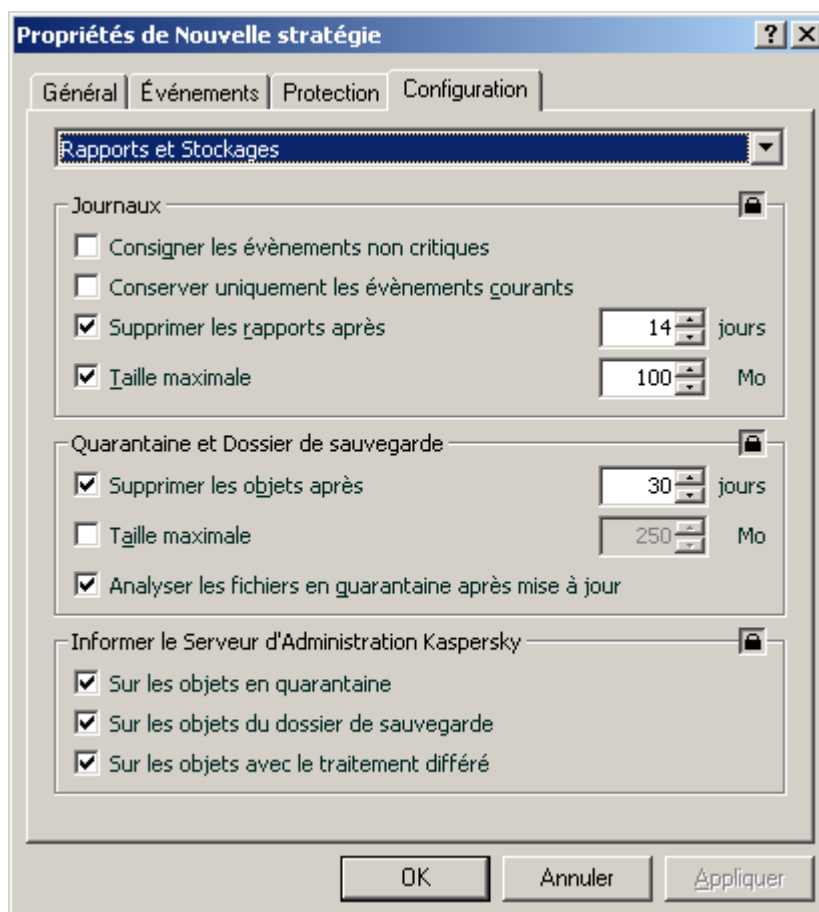 Propriétés de Nouvelle stratégie
Général Événements Protection Configuration
Rapports et Stockages
Journaux
Consigner les évènements non critiques
Conserver uniquement les évènements courants
Supprimer les rapports après 14 jours
Taille maximale 100 Mo
Quarantaine et Dossier de sauvegarde
Supprimer les objets après 30 jours
Taille maximale 250 Mo
Analyser les fichiers en quarantaine après mise à jour
Informer le Serveur d'Administration Kaspersky
Sur les objets en quarantaine
Sur les objets du dossier de sauvegarde
Sur les objets avec le traitement différé
OK Annuler Appliquer